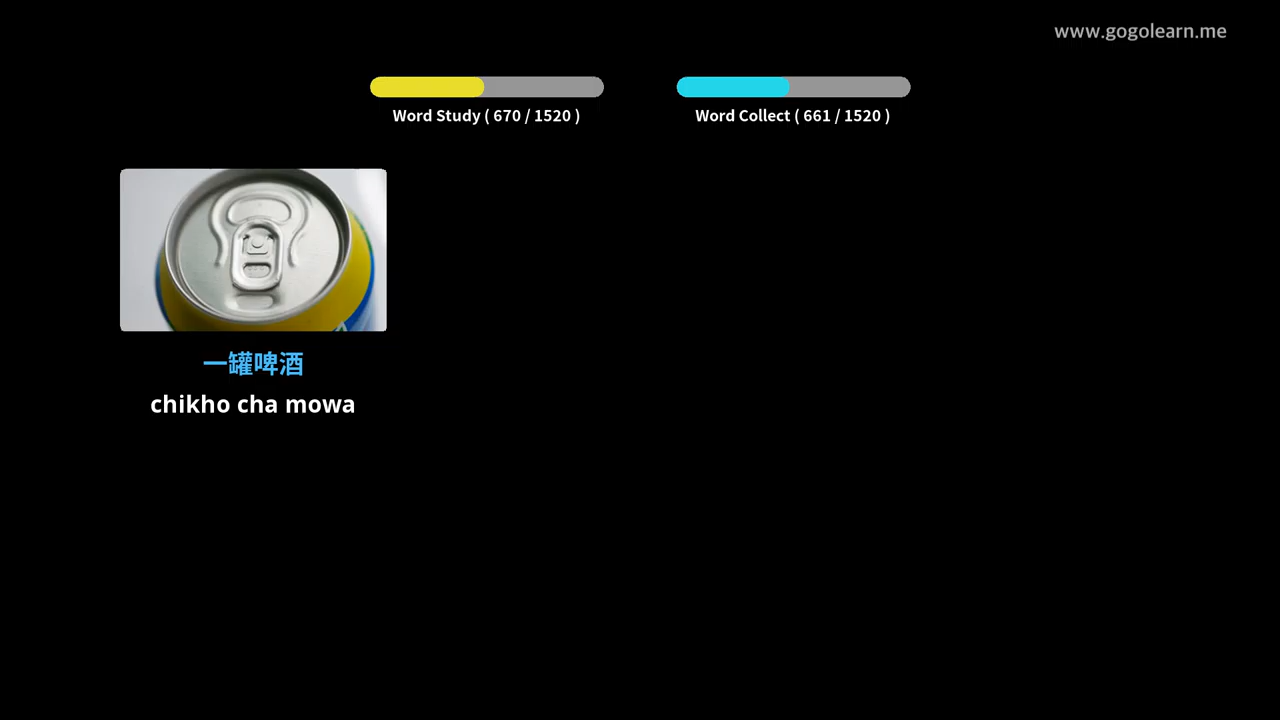 www.gogolearn.me
Word Study ( 670 / 1520 )
Word Collect ( 661 / 1520 )
一罐啤酒
chikho cha mowa